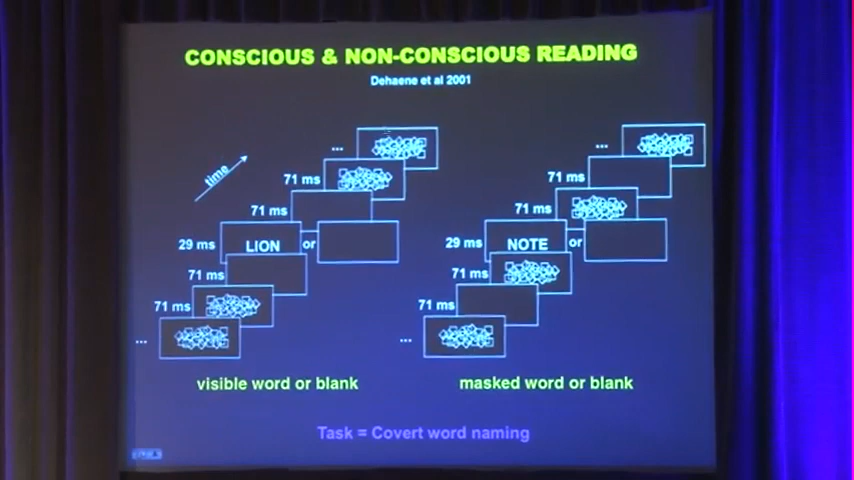 CONSCIOUS & NON-CONSCIOUS READING
Dehaene et al 2001
time
...
71 ms
71 ms
29 ms
LION or
71 ms
71 ms
...
visible word or blank
...
71 ms
71 ms
29 ms
NOTE or
71 ms
71 ms
...
masked word or blank
Task = Covert word naming